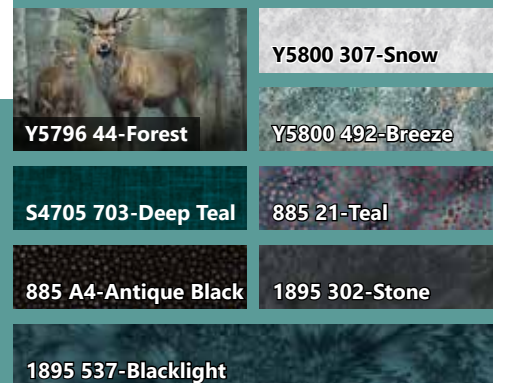 Y5796 44-Forest
Y5800 307-Snow
Y5800 492-Breeze
S4705 703-Deep Teal
885 21-Teal
885 A4-Antique Black
1895 302-Stone
1895 537-Blacklight